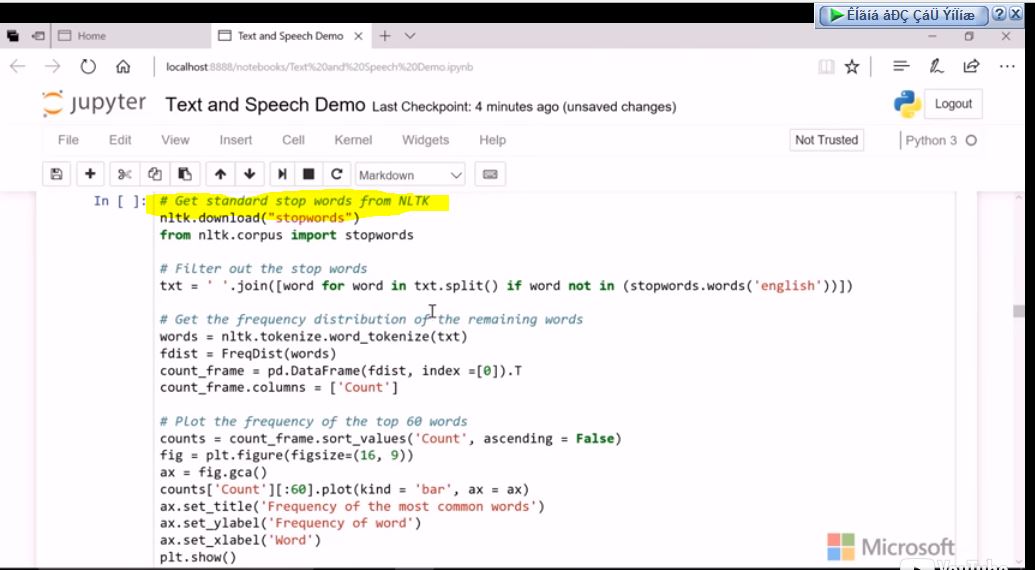 ÊÍãíá åÐÇ ÇáÜ ÝíÏíæ
Home
Text and Speech Demo
localhost:8888/notebooks/Text%20and%20Speech%20Demo.ipynb
jupyter Text and Speech Demo Last Checkpoint: 4 minutes ago (unsaved changes)
Logout
File Edit View Insert Cell Kernel Widgets Help
Not Trusted
Python 3
Markdown
In [ ]: # Get standard stop words from NLTK
nltk.download("stopwords")
from nltk.corpus import stopwords
# Filter out the stop words
txt = ' '.join([word for word in txt.split() if word not in (stopwords.words('english'))])
# Get the frequency distribution of the remaining words
words = nltk.tokenize.word_tokenize(txt)
fdist = FreqDist(words)
count_frame = pd.DataFrame(fdist, index =[0]).T
count_frame.columns = ['Count']
# Plot the frequency of the top 60 words
counts = count_frame.sort_values('Count', ascending = False)
fig = plt.figure(figsize=(16, 9))
ax = fig.gca()
counts['Count'][:60].plot(kind = 'bar', ax = ax)
ax.set_title('Frequency of the most common words')
ax.set_ylabel('Frequency of word')
ax.set_xlabel('Word')
plt.show()
Microsoft
YouTube